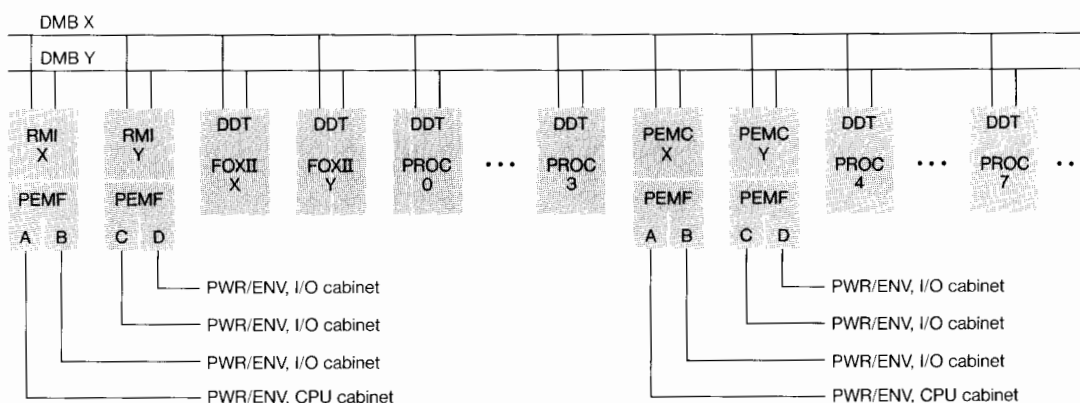 DMB X
DMB Y
RMI
X
PEMF
A B
RMI
Y
PEMF
C D
DDT
FOXII
X
DDT
FOXII
Y
DDT
PROC
0
•••
DDT
PROC
3
PEMC
X
PEMF
A B
PEMC
Y
PEMF
C D
DDT
PROC
4
•••
DDT
PROC
7
••
PWR/ENV, I/O cabinet
PWR/ENV, I/O cabinet
PWR/ENV, I/O cabinet
PWR/ENV, CPU cabinet
PWR/ENV, I/O cabinet
PWR/ENV, I/O cabinet
PWR/ENV, I/O cabinet
PWR/ENV, CPU cabinet